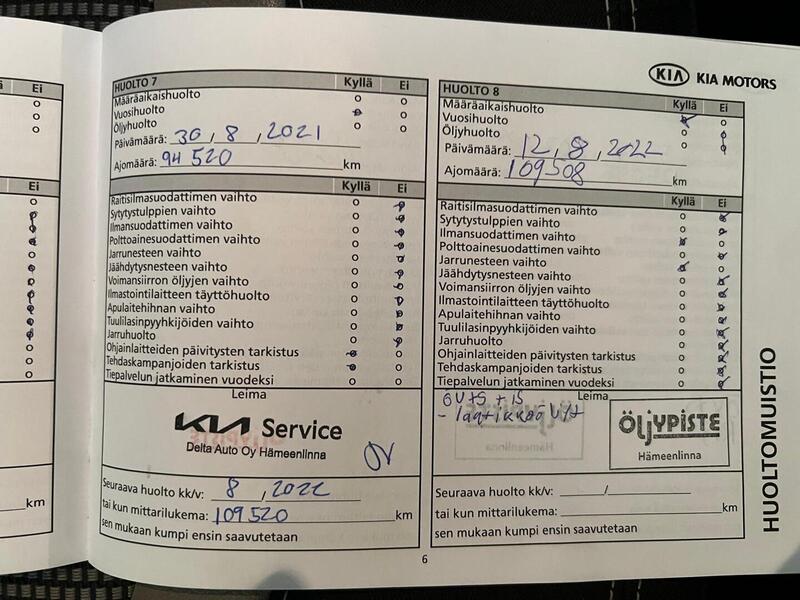 Ei
Ei
km
HUOLTO 7 Kyllä Ei
Määräaikaishuolto
Vuosihuolto
Öljyhuolto
Päivämäärä: 30, 8, 2021
Ajomäärä: 94 520 km
Kyllä Ei
Raitisilmasuodattimen vaihto
Sytytystulppien vaihto
Ilmansuodattimen vaihto
Polttoainesuodattimen vaihto
Jarrunesteen vaihto
Jäähdytysnesteen vaihto
Voimansiirron öljyjen vaihto
Ilmastointilaitteen täyttöhuolto
Apulaitehihnan vaihto
Tuulilasinpyyhkijöiden vaihto
Jarruhuolto
Ohjainlaitteiden päivitysten tarkistus
Tehdaskampanjoiden tarkistus
Tiepalvelun jatkaminen vuodeksi
Leima
KIA Service
Delta Auto Oy Hämeenlinna
Seuraava huolto kk/v: 8, 2022
tai kun mittarilukema: 109520 km
sen mukaan kumpi ensin saavutetaan
KIA KIA MOTORS
HUOLTO 8 Kyllä Ei
Määräaikaishuolto
Vuosihuolto
Öljyhuolto
Päivämäärä: 12, 8, 2022
Ajomäärä: 109508 km
Kyllä Ei
Raitisilmasuodattimen vaihto
Sytytystulppien vaihto
Ilmansuodattimen vaihto
Polttoainesuodattimen vaihto
Jarrunesteen vaihto
Jäähdytysnesteen vaihto
Voimansiirron öljyjen vaihto
Ilmastointilaitteen täyttöhuolto
Apulaitehihnan vaihto
Tuulilasinpyyhkijöiden vaihto
Jarruhuolto
Ohjainlaitteiden päivitysten tarkistus
Tehdaskampanjoiden tarkistus
Tiepalvelun jatkaminen vuodeksi
Leima
ÖLJYPISTE
Hämeenlinna
Seuraava huolto kk/v: /
tai kun mittarilukema: km
sen mukaan kumpi ensin saavutetaan
HUOLTOMUISTIO
6